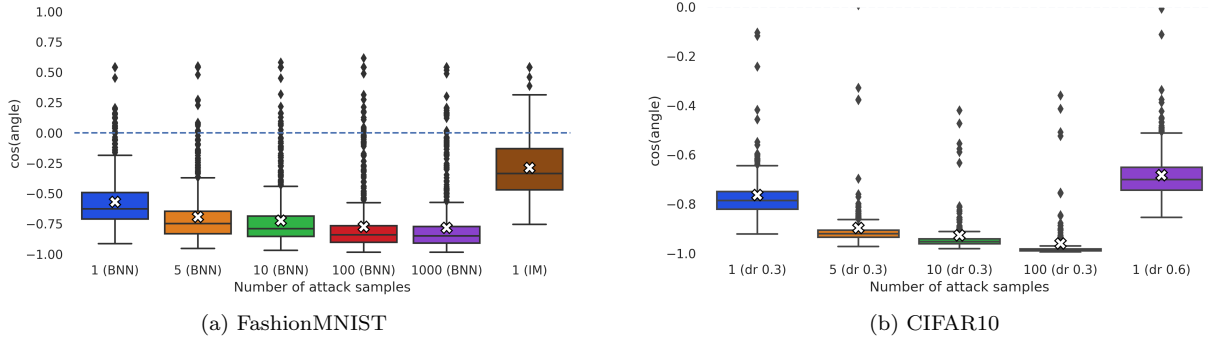 1.00
0.75
0.50
0.25
0.00
−0.25
−0.50
−0.75
−1.00
cos(angle)
1 (BNN) 5 (BNN) 10 (BNN) 100 (BNN) 1000 (BNN) 1 (IM)
Number of attack samples
(a) FashionMNIST
0.0
−0.2
−0.4
−0.6
−0.8
−1.0
cos(angle)
1 (dr 0.3) 5 (dr 0.3) 10 (dr 0.3) 100 (dr 0.3) 1 (dr 0.6)
Number of attack samples
(b) CIFAR10